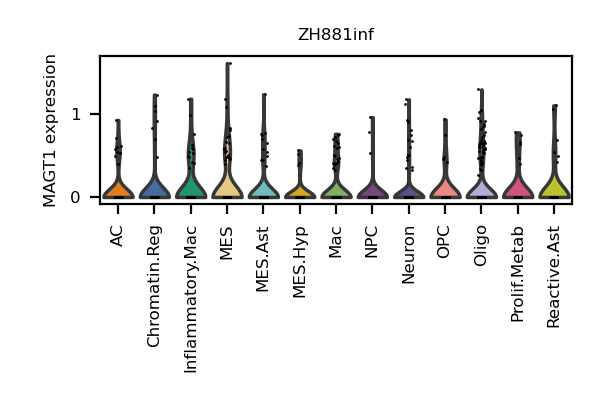 ZH881inf
MAGT1 expression
1
0
AC
Chromatin.Reg
Inflammatory.Mac
MES
MES.Ast
MES.Hyp
Mac
NPC
Neuron
OPC
Oligo
Prolif.Metab
Reactive.Ast